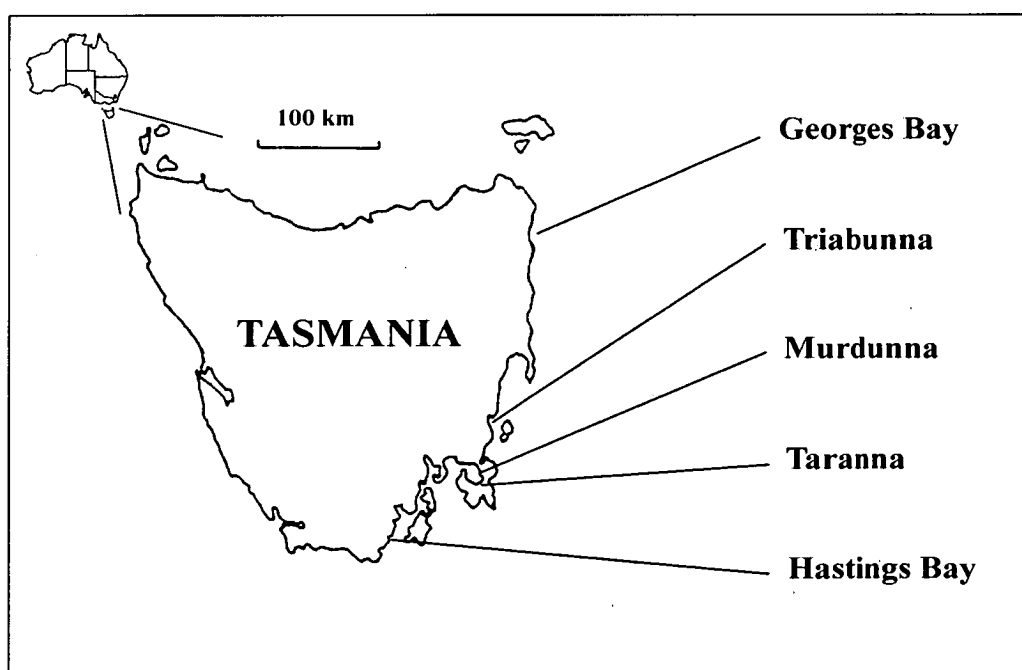 100 km
Georges Bay
Triabunna
TASMANIA
Murdunna
Taranna
Hastings Bay